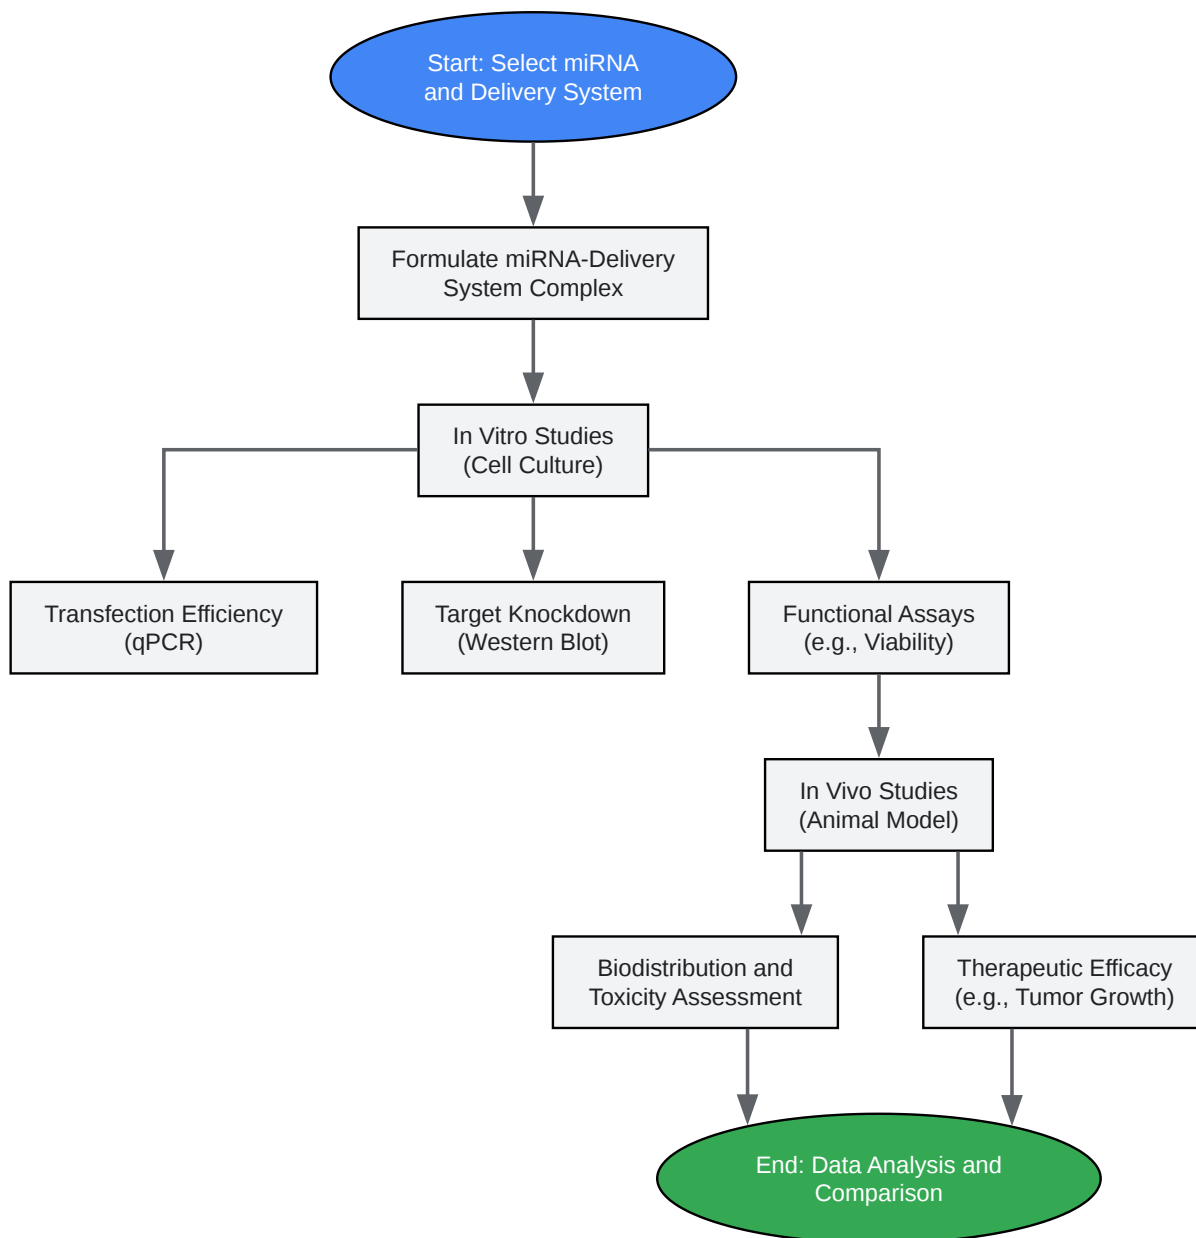 Start: Select miRNA
and Delivery System
Formulate miRNA-Delivery
System Complex
In Vitro Studies
(Cell Culture)
Transfection Efficiency
(qPCR)
Target Knockdown
(Western Blot)
Functional Assays
(e.g., Viability)
In Vivo Studies
(Animal Model)
Biodistribution and
Toxicity Assessment
Therapeutic Efficacy
(e.g., Tumor Growth)
End: Data Analysis and
Comparison